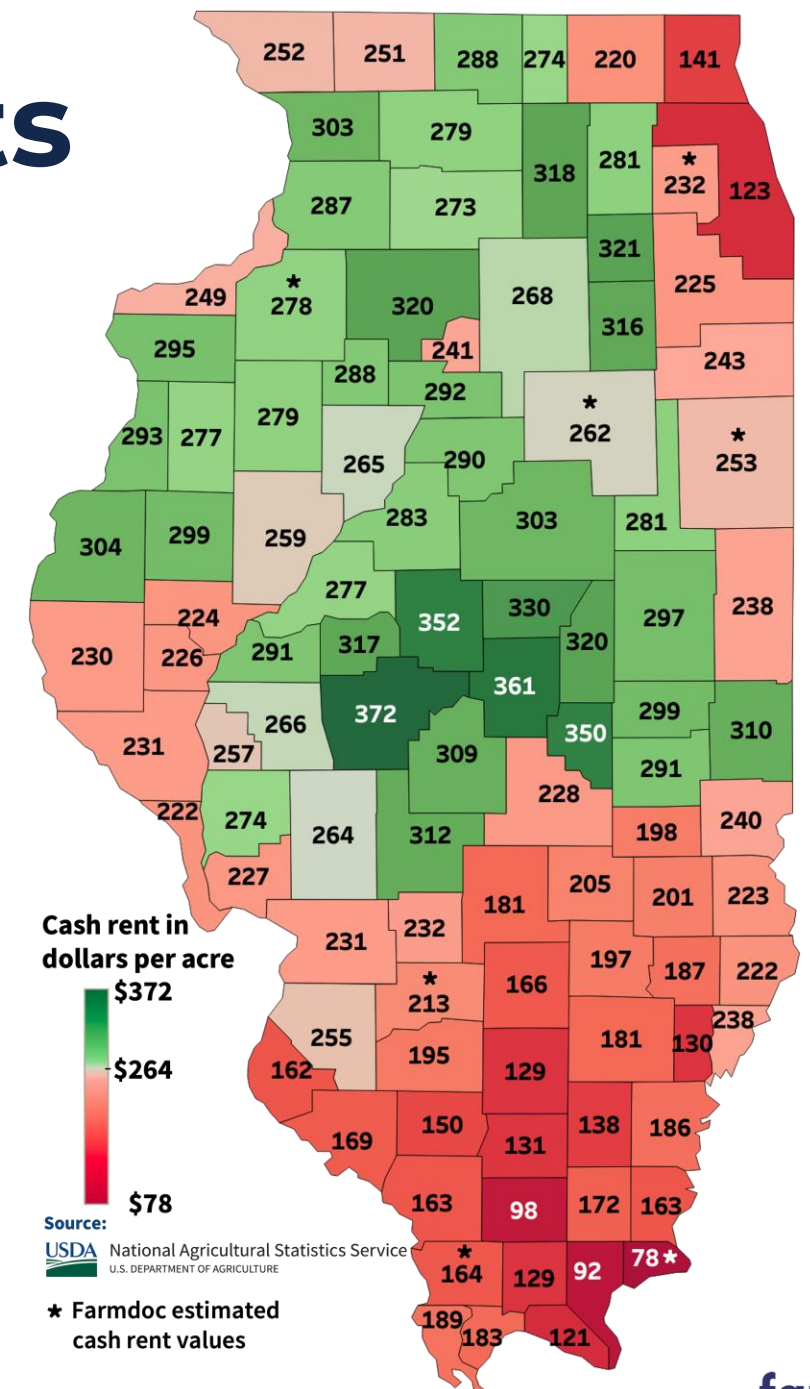 ts
252 251 288 274 220 141
303 279 318 281 * 232 123
287 273
321
249 * 278 320 268 225
316
295 241 243
288 292
293 277 279 * 262 * 253
265 290
304 299 259 283 303 281
277 352 330 297 238
224
230 226 291 317 320
372 361
231 257 266 350 299 310
309 291
222 274 264 312 228 198 240
227
181 205 201 223
231 232
* 213 166 197 187 222
255 238
162 195 129 181 130
169 150 131 138 186
163 98 172 163
* 164 129 92 78*
189 183 121
Cash rent in
dollars per acre
$372
$264
$78
Source:
USDA National Agricultural Statistics Service
U.S. DEPARTMENT OF AGRICULTURE
* Farmdoc estimated
cash rent values